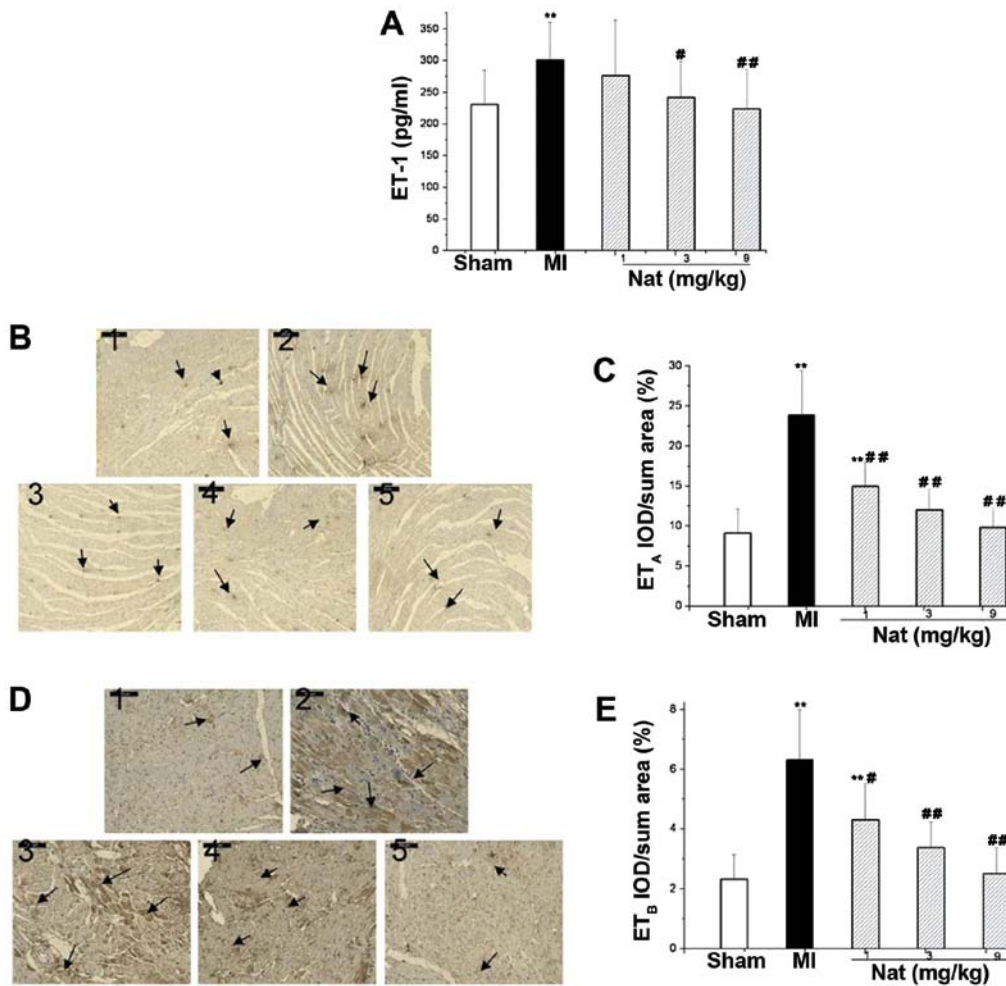 A
ET-1 (pg/ml)
350
300
250
200
150
100
50
0
** # ##
Sham MI 1 3 9
Nat (mg/kg)
B
1 2
3 4 5
C
ET_A IOD/sum area (%)
30
25
20
15
10
5
0
** **## ## ##
Sham MI 1 3 9
Nat (mg/kg)
D
1 2
3 4 5
E
ET_B IOD/sum area (%)
8
6
4
2
0
** **# ## ##
Sham MI 1 3 9
Nat (mg/kg)